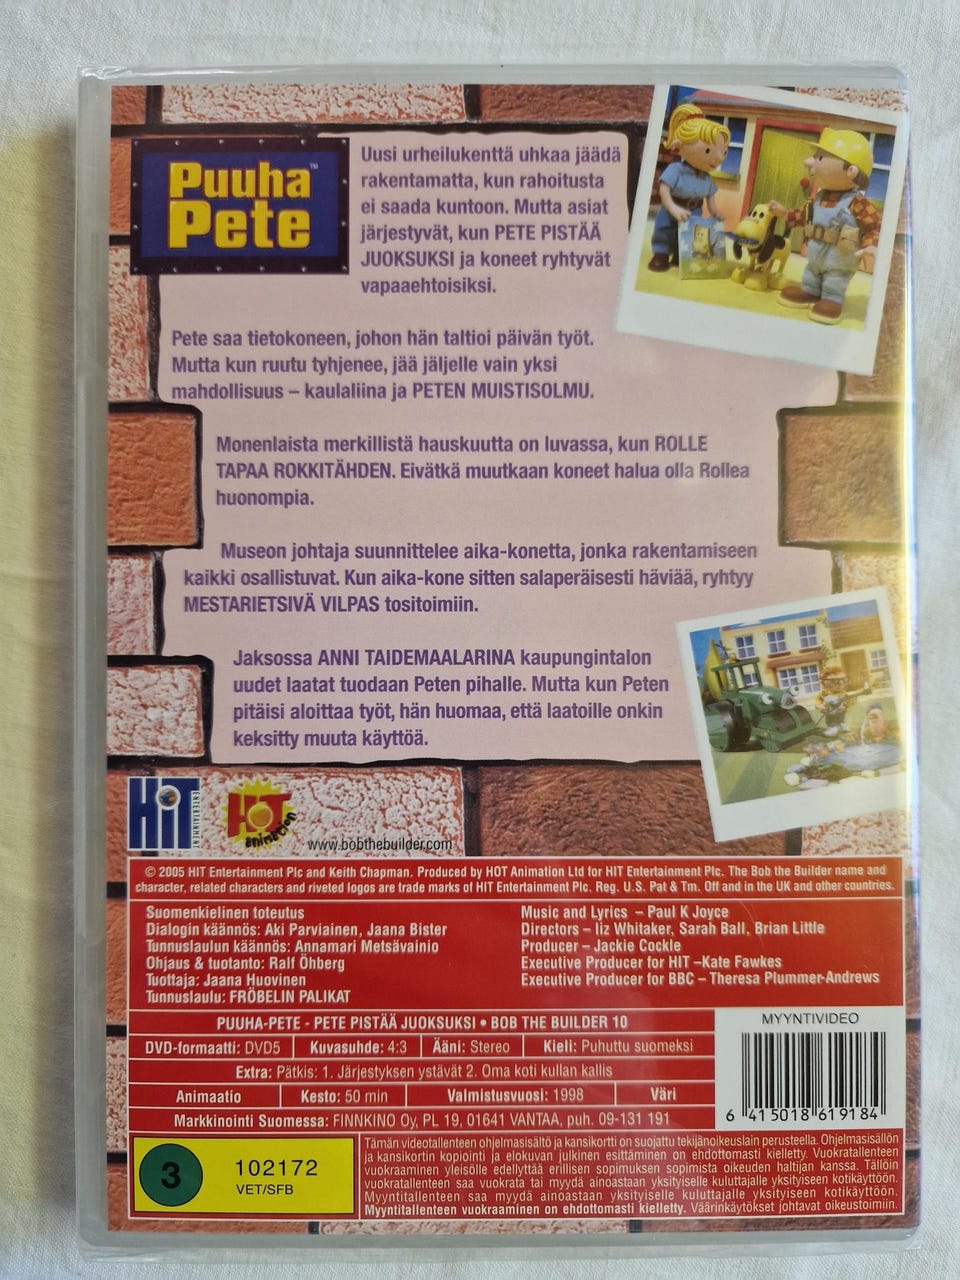 Puuha
Pete™
Uusi urheilukenttä uhkaa jäädä
rakentamatta, kun rahoitusta
ei saada kuntoon. Mutta asiat
järjestyvät, kun PETE PISTÄÄ
JUOKSUKSI ja koneet ryhtyvät
vapaaehtoisiksi.
Pete saa tietokoneen, johon hän taltioi päivän työt.
Mutta kun ruutu tyhjenee, jää jäljelle vain yksi
mahdollisuus – kaulaliina ja PETEN MUISTISOLMU.
Monenlaista merkillistä hauskuutta on luvassa, kun ROLLE
TAPAA ROKKITÄHDEN. Eivätkä muutkaan koneet halua olla Rollea
huonompia.
Museon johtaja suunnittelee aika-konetta, jonka rakentamiseen
kaikki osallistuvat. Kun aika-kone sitten salaperäisesti häviää, ryhtyy
MESTARIETSIVÄ VILPAS tositoimiin.
Jaksossa ANNI TAIDEMAALARINA kaupungintalon
uudet laatat tuodaan Peten pihalle. Mutta kun Peten
pitäisi aloittaa työt, hän huomaa, että laatoille onkin
keksitty muuta käyttöä.
HiT ENTERTAINMENT
HOT animation
www.bobthebuilder.com
© 2005 HIT Entertainment Plc and Keith Chapman. Produced by HOT Animation Ltd for HIT Entertainment Plc. The Bob the Builder name and
character, related characters and riveted logos are trade marks of HIT Entertainment Plc. Reg. U.S. Pat & Tm. Off and in the UK and other countries.
Suomenkielinen toteutus
Dialogin käännös: Aki Parviainen, Jaana Bister
Tunnuslaulun käännös: Annamari Metsävainio
Ohjaus & tuotanto: Ralf Öhberg
Tuottaja: Jaana Huovinen
Tunnuslaulu: FRÖBELIN PALIKAT
Music and Lyrics – Paul K Joyce
Directors – liz Whitaker, Sarah Ball, Brian Little
Producer – Jackie Cockle
Executive Producer for HIT –Kate Fawkes
Executive Producer for BBC – Theresa Plummer-Andrews
PUUHA-PETE - PETE PISTÄÄ JUOKSUKSI • BOB THE BUILDER 10
DVD-formaatti: DVD5 Kuvasuhde: 4:3 Ääni: Stereo Kieli: Puhuttu suomeksi
Extra: Pätkis: 1. Järjestyksen ystävät 2. Oma koti kullan kallis
Animaatio Kesto: 50 min Valmistusvuosi: 1998 Väri
Markkinointi Suomessa: FINNKINO Oy, PL 19, 01641 VANTAA, puh. 09-131 191
MYYNTIVIDEO
6 415018 619184
3
102172
VET/SFB
Tämän videotallenteen ohjelmasisältö ja kansikortti on suojattu tekijänoikeuslain perusteella. Ohjelmasisällön
ja kansikortin kopiointi ja elokuvan julkinen esittäminen on ehdottomasti kielletty. Vuokratallenteen
vuokraaminen yleisölle edellyttää erillisen sopimuksen sopimista oikeuden haltijan kanssa. Tällöin
vuokratallenteen saa vuokrata tai myydä ainoastaan yksityiselle kuluttajalle yksityiseen kotikäyttöön.
Myyntitallenteen saa myydä ainoastaan yksityiselle kuluttajalle yksityiseen kotikäyttöön.
Myyntitallenteen vuokraaminen on ehdottomasti kielletty. Väärinkäytökset johtavat oikeustoimiin.